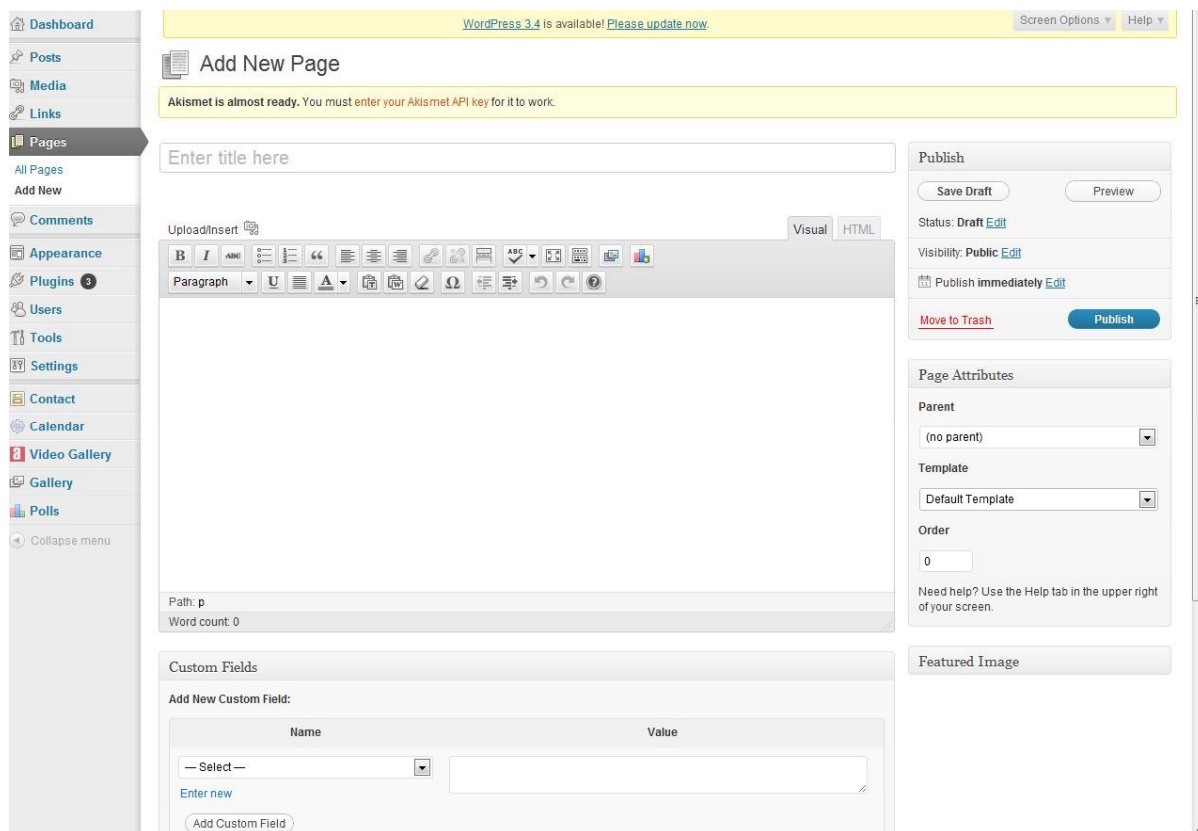 Dashboard
Posts
Media
Links
Pages
All Pages
Add New
Comments
Appearance
Plugins 3
Users
Tools
Settings
Contact
Calendar
Video Gallery
Gallery
Polls
Collapse menu
WordPress 3.4 is available! Please update now.
Screen Options Help
Add New Page
Akismet is almost ready. You must enter your Akismet API key for it to work.
Enter title here
Upload/Insert
Visual HTML
B I ABC ABC
Paragraph U A T W Ω
Path: p
Word count: 0
Custom Fields
Add New Custom Field:
Name Value
— Select —
Enter new
Add Custom Field
Publish
Save Draft Preview
Status: Draft Edit
Visibility: Public Edit
Publish immediately Edit
Move to Trash Publish
Page Attributes
Parent
(no parent)
Template
Default Template
Order
0
Need help? Use the Help tab in the upper right
of your screen.
Featured Image